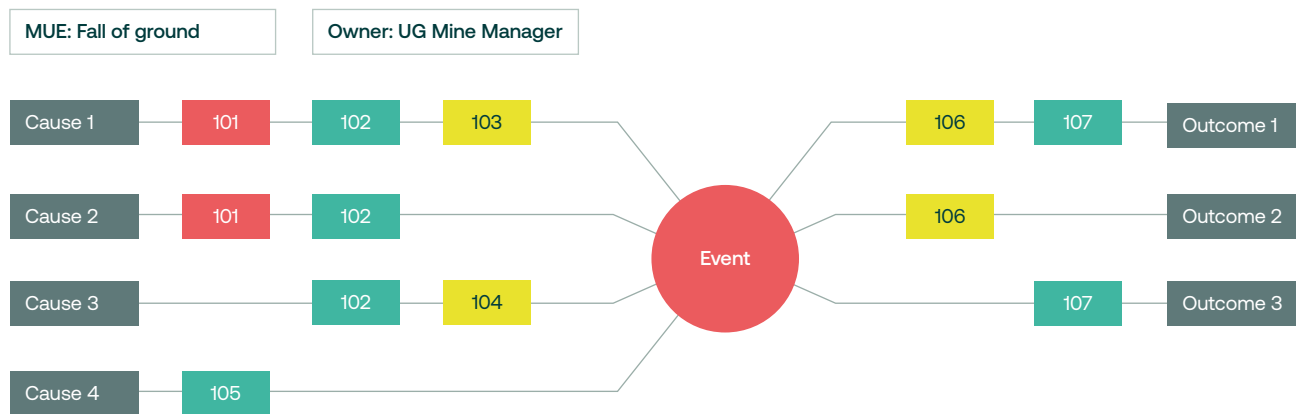 MUE: Fall of ground
Owner: UG Mine Manager
Cause 1
101
102
103
106
107
Outcome 1
Cause 2
101
102
106
Outcome 2
Event
Cause 3
102
104
107
Outcome 3
Cause 4
105